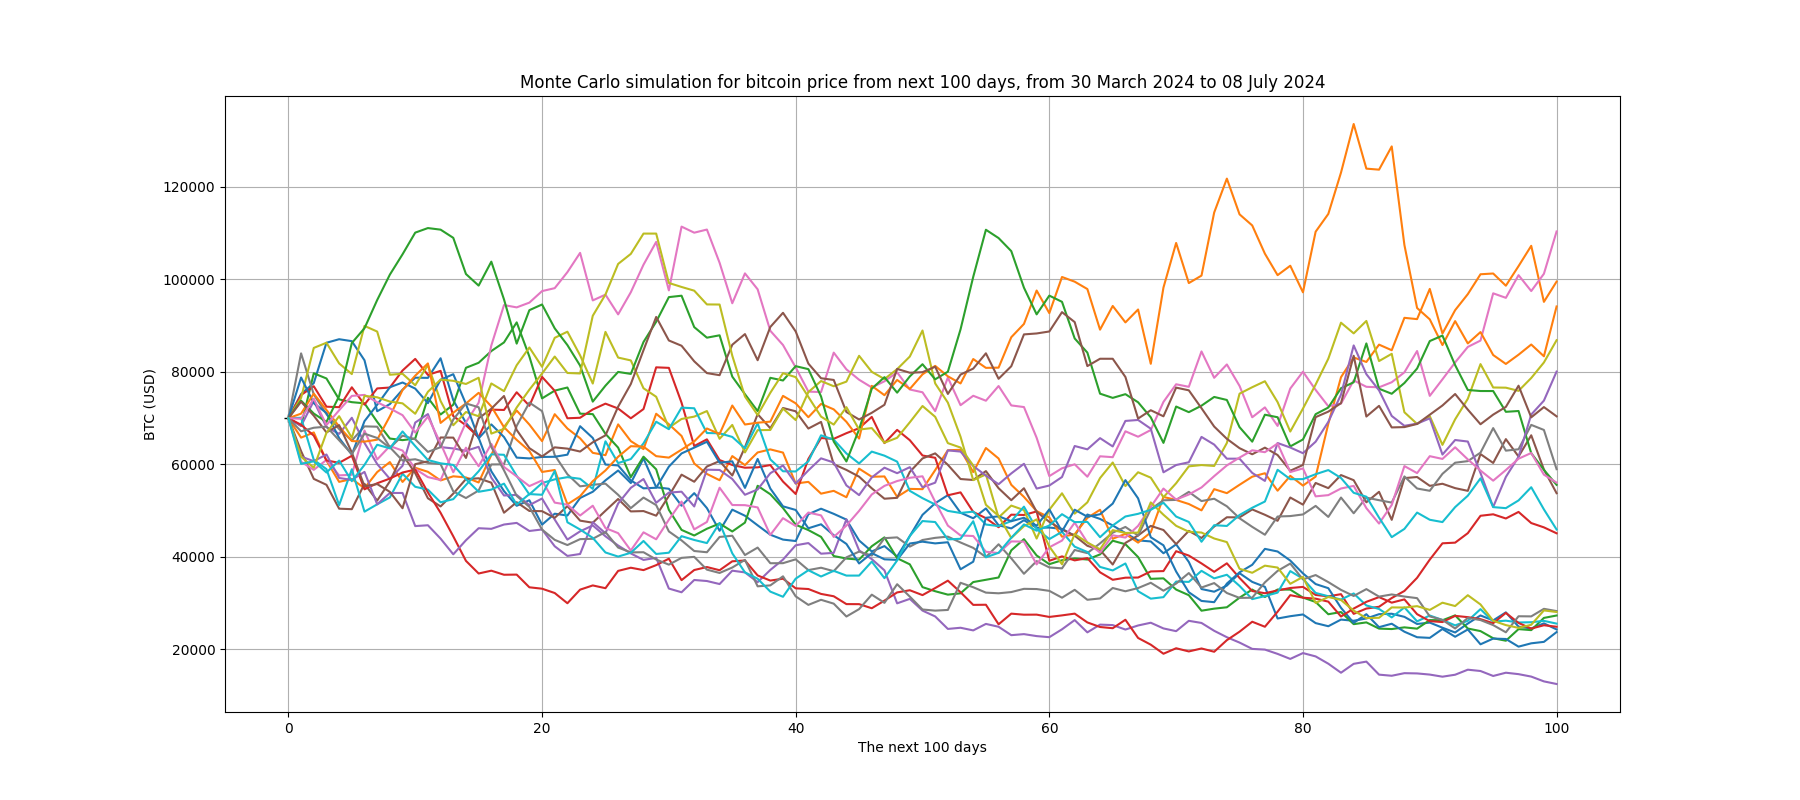 Monte Carlo simulation for bitcoin price from next 100 days, from 30 March 2024 to 08 July 2024
BTC (USD)
120000
100000
80000
60000
40000
20000
0 20 40 60 80 100
The next 100 days